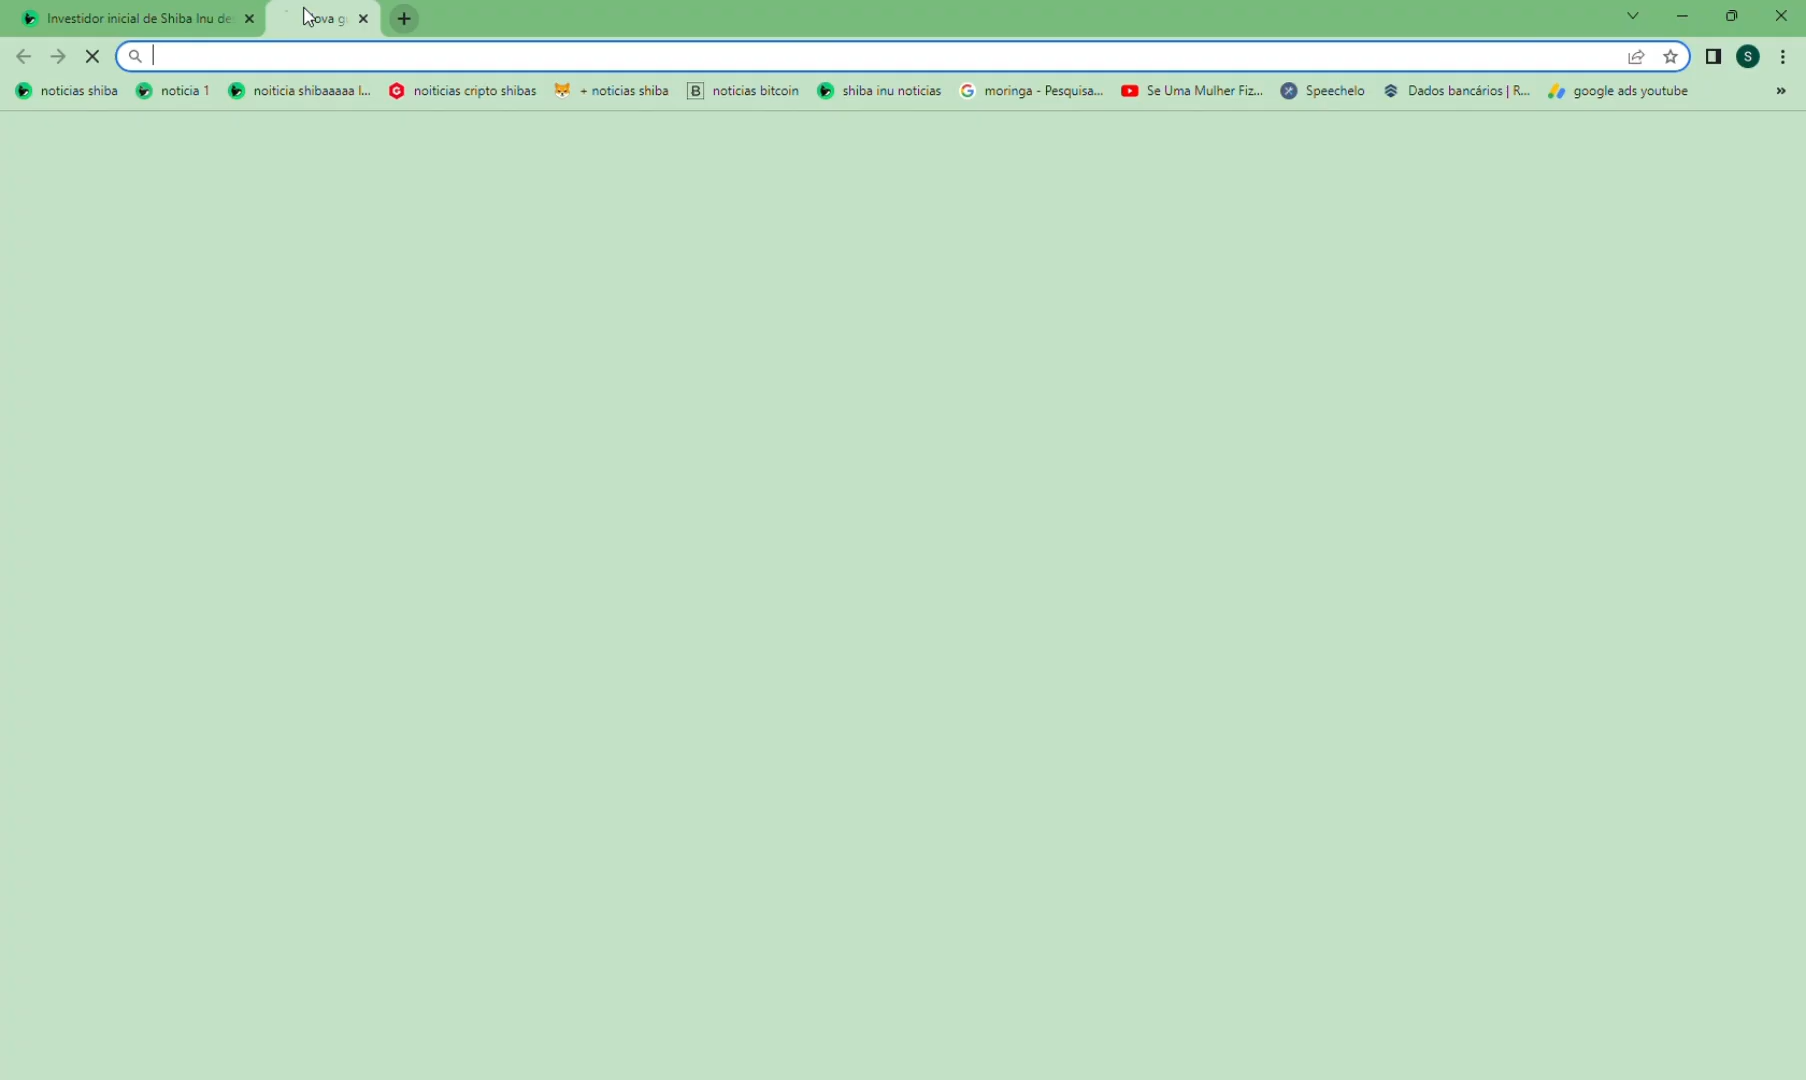 Investidor inicial de Shiba Inu de
ova g
noticias shiba noticia 1 noiticia shibaaaaa l... noiticias cripto shibas + noticias shiba noticias bitcoin shiba inu noticias moringa - Pesquisa... Se Uma Mulher Fiz... Speechelo Dados bancários | R... google ads youtube »
S
B